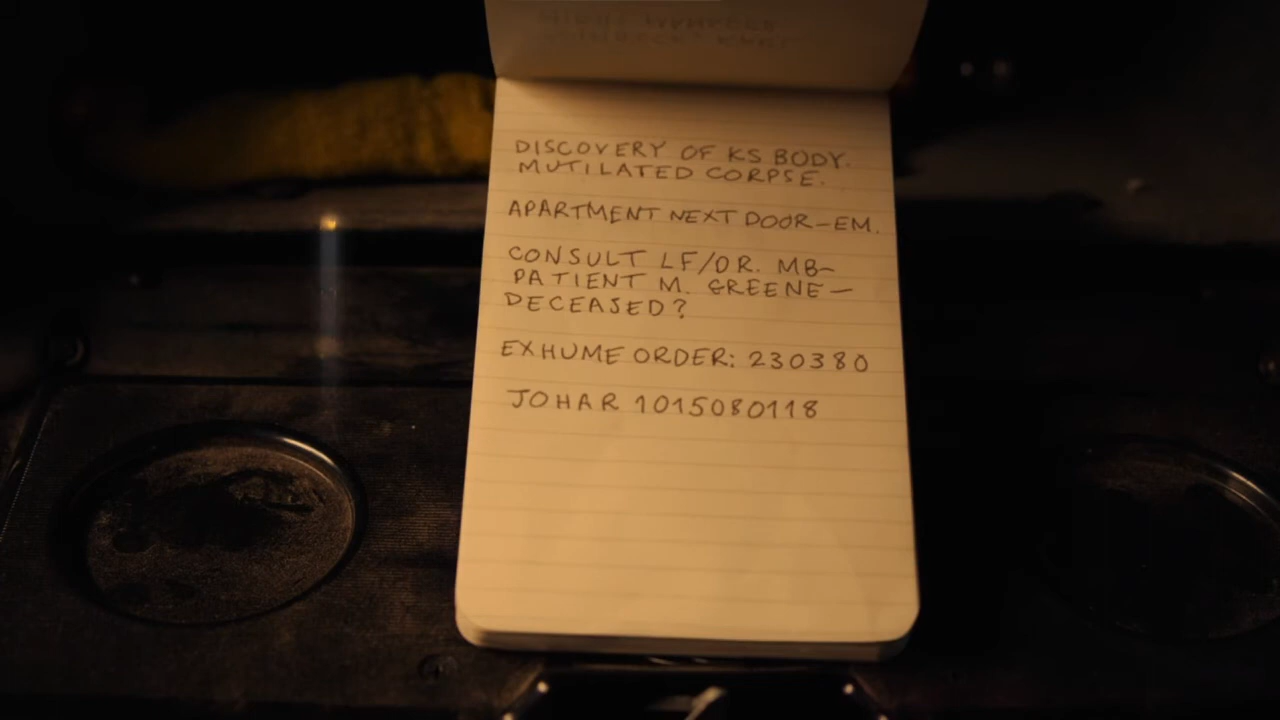 DISCOVERY OF KS BODY.
MUTILATED CORPSE.
APARTMENT NEXT DOOR-EM.
CONSULT LF/DR. MB-
PATIENT M. GREENE-
DECEASED?
EXHUME ORDER: 230380
JOHAR 1015080118